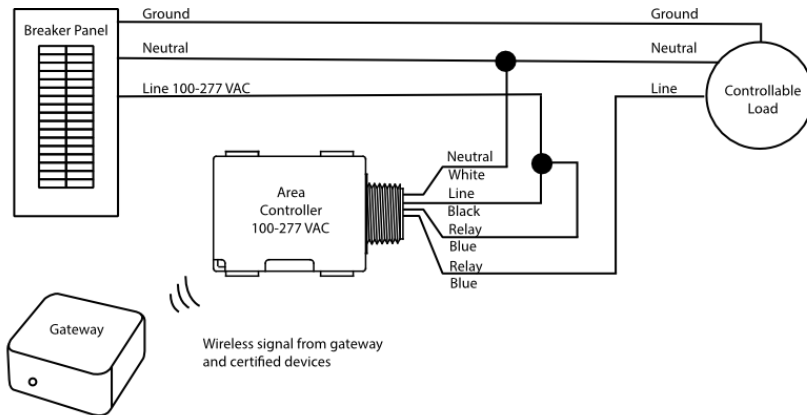 Breaker Panel
Ground
Ground
Neutral
Neutral
Line 100-277 VAC
Line
Controllable
Load
Neutral
White
Line
Black
Relay
Blue
Relay
Blue
Area
Controller
100-277 VAC
Gateway
Wireless signal from gateway
and certified devices